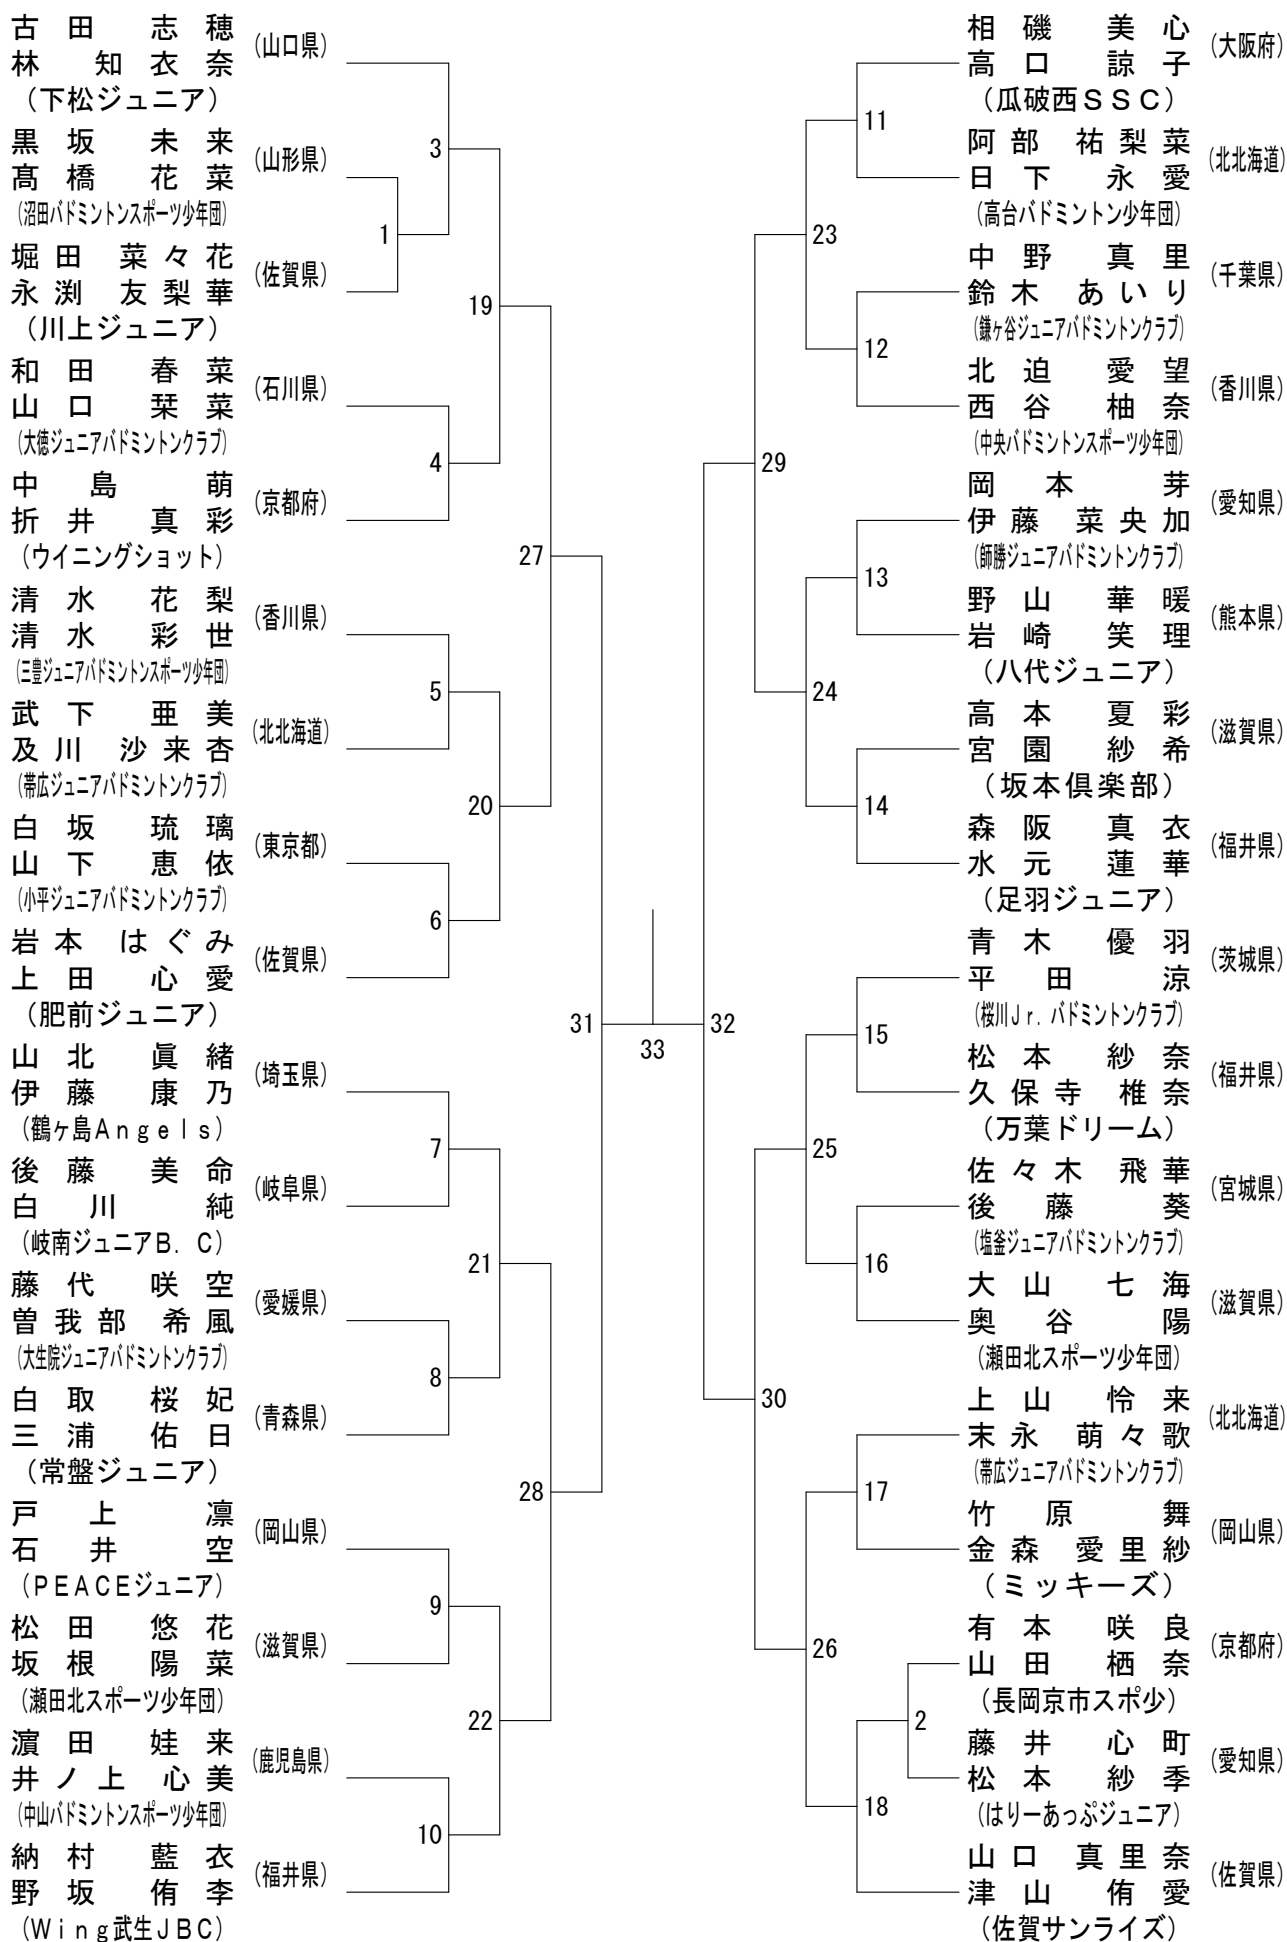 古田 志穂
林 知衣奈
(山口県)
(下松ジュニア)
黒坂 未来
髙橋 花菜
(山形県)
(沼田バドミントンスポーツ少年団)
堀田 菜々花
永渕 友梨華
(佐賀県)
(川上ジュニア)
和田 春菜
山口 栞菜
(石川県)
(大徳ジュニアバドミントンクラブ)
中島 萌
折井 真彩
(京都府)
(ウイニングショット)
清水 花梨
清水 彩世
(香川県)
(三豊ジュニアバドミントンスポーツ少年団)
武下 亜美
及川 沙来杏
(北北海道)
(帯広ジュニアバドミントンクラブ)
白坂 琉璃
山下 恵依
(東京都)
(小平ジュニアバドミントンクラブ)
岩本 はぐみ
上田 心愛
(佐賀県)
(肥前ジュニア)
山北 眞緒
伊藤 康乃
(埼玉県)
(鶴ヶ島Angels)
後藤 美命
白川 純
(岐阜県)
(岐南ジュニアB.C)
藤代 咲空
曽我部 希風
(愛媛県)
(大生院ジュニアバドミントンクラブ)
白取 桜妃
三浦 佑日
(青森県)
(常盤ジュニア)
戸上 凛
石井 空
(岡山県)
(PEACEジュニア)
松田 悠花
坂根 陽菜
(滋賀県)
(瀬田北スポーツ少年団)
濵田 娃来
井ノ上 心美
(鹿児島県)
(中山バドミントンスポーツ少年団)
納村 藍衣
野坂 侑李
(福井県)
(Wing武生JBC)
1
3
4
5
6
7
8
9
10
19
20
21
22
27
28
31
33
32
29
30
23
24
25
26
11
12
13
14
15
16
17
2
18
相磯 美心
高口 諒子
(大阪府)
(瓜破西SSC)
阿部 祐梨菜
日下 永愛
(北北海道)
(高台バドミントン少年団)
中野 真里
鈴木 あいり
(千葉県)
(鎌ヶ谷ジュニアバドミントンクラブ)
北迫 愛望
西谷 柚奈
(香川県)
(中央バドミントンスポーツ少年団)
岡本 芽
伊藤 菜央加
(愛知県)
(師勝ジュニアバドミントンクラブ)
野山 華暖
岩崎 笑理
(熊本県)
(八代ジュニア)
高本 夏彩
宮園 紗希
(滋賀県)
(坂本倶楽部)
森阪 真衣
水元 蓮華
(福井県)
(足羽ジュニア)
青木 優羽
平田 涼
(茨城県)
(桜川Jr.バドミントンクラブ)
松本 紗奈
久保寺 椎奈
(福井県)
(万葉ドリーム)
佐々木 飛華
後藤 葵
(宮城県)
(塩釜ジュニアバドミントンクラブ)
大山 七海
奥谷 陽
(滋賀県)
(瀬田北スポーツ少年団)
上山 怜来
末永 萌々歌
(北北海道)
(帯広ジュニアバドミントンクラブ)
竹原 舞
金森 愛里紗
(岡山県)
(ミッキーズ)
有本 咲良
山田 栖奈
(京都府)
(長岡京市スポ少)
藤井 心町
松本 紗季
(愛知県)
(はりーあっぷジュニア)
山口 真里奈
津山 侑愛
(佐賀県)
(佐賀サンライズ)